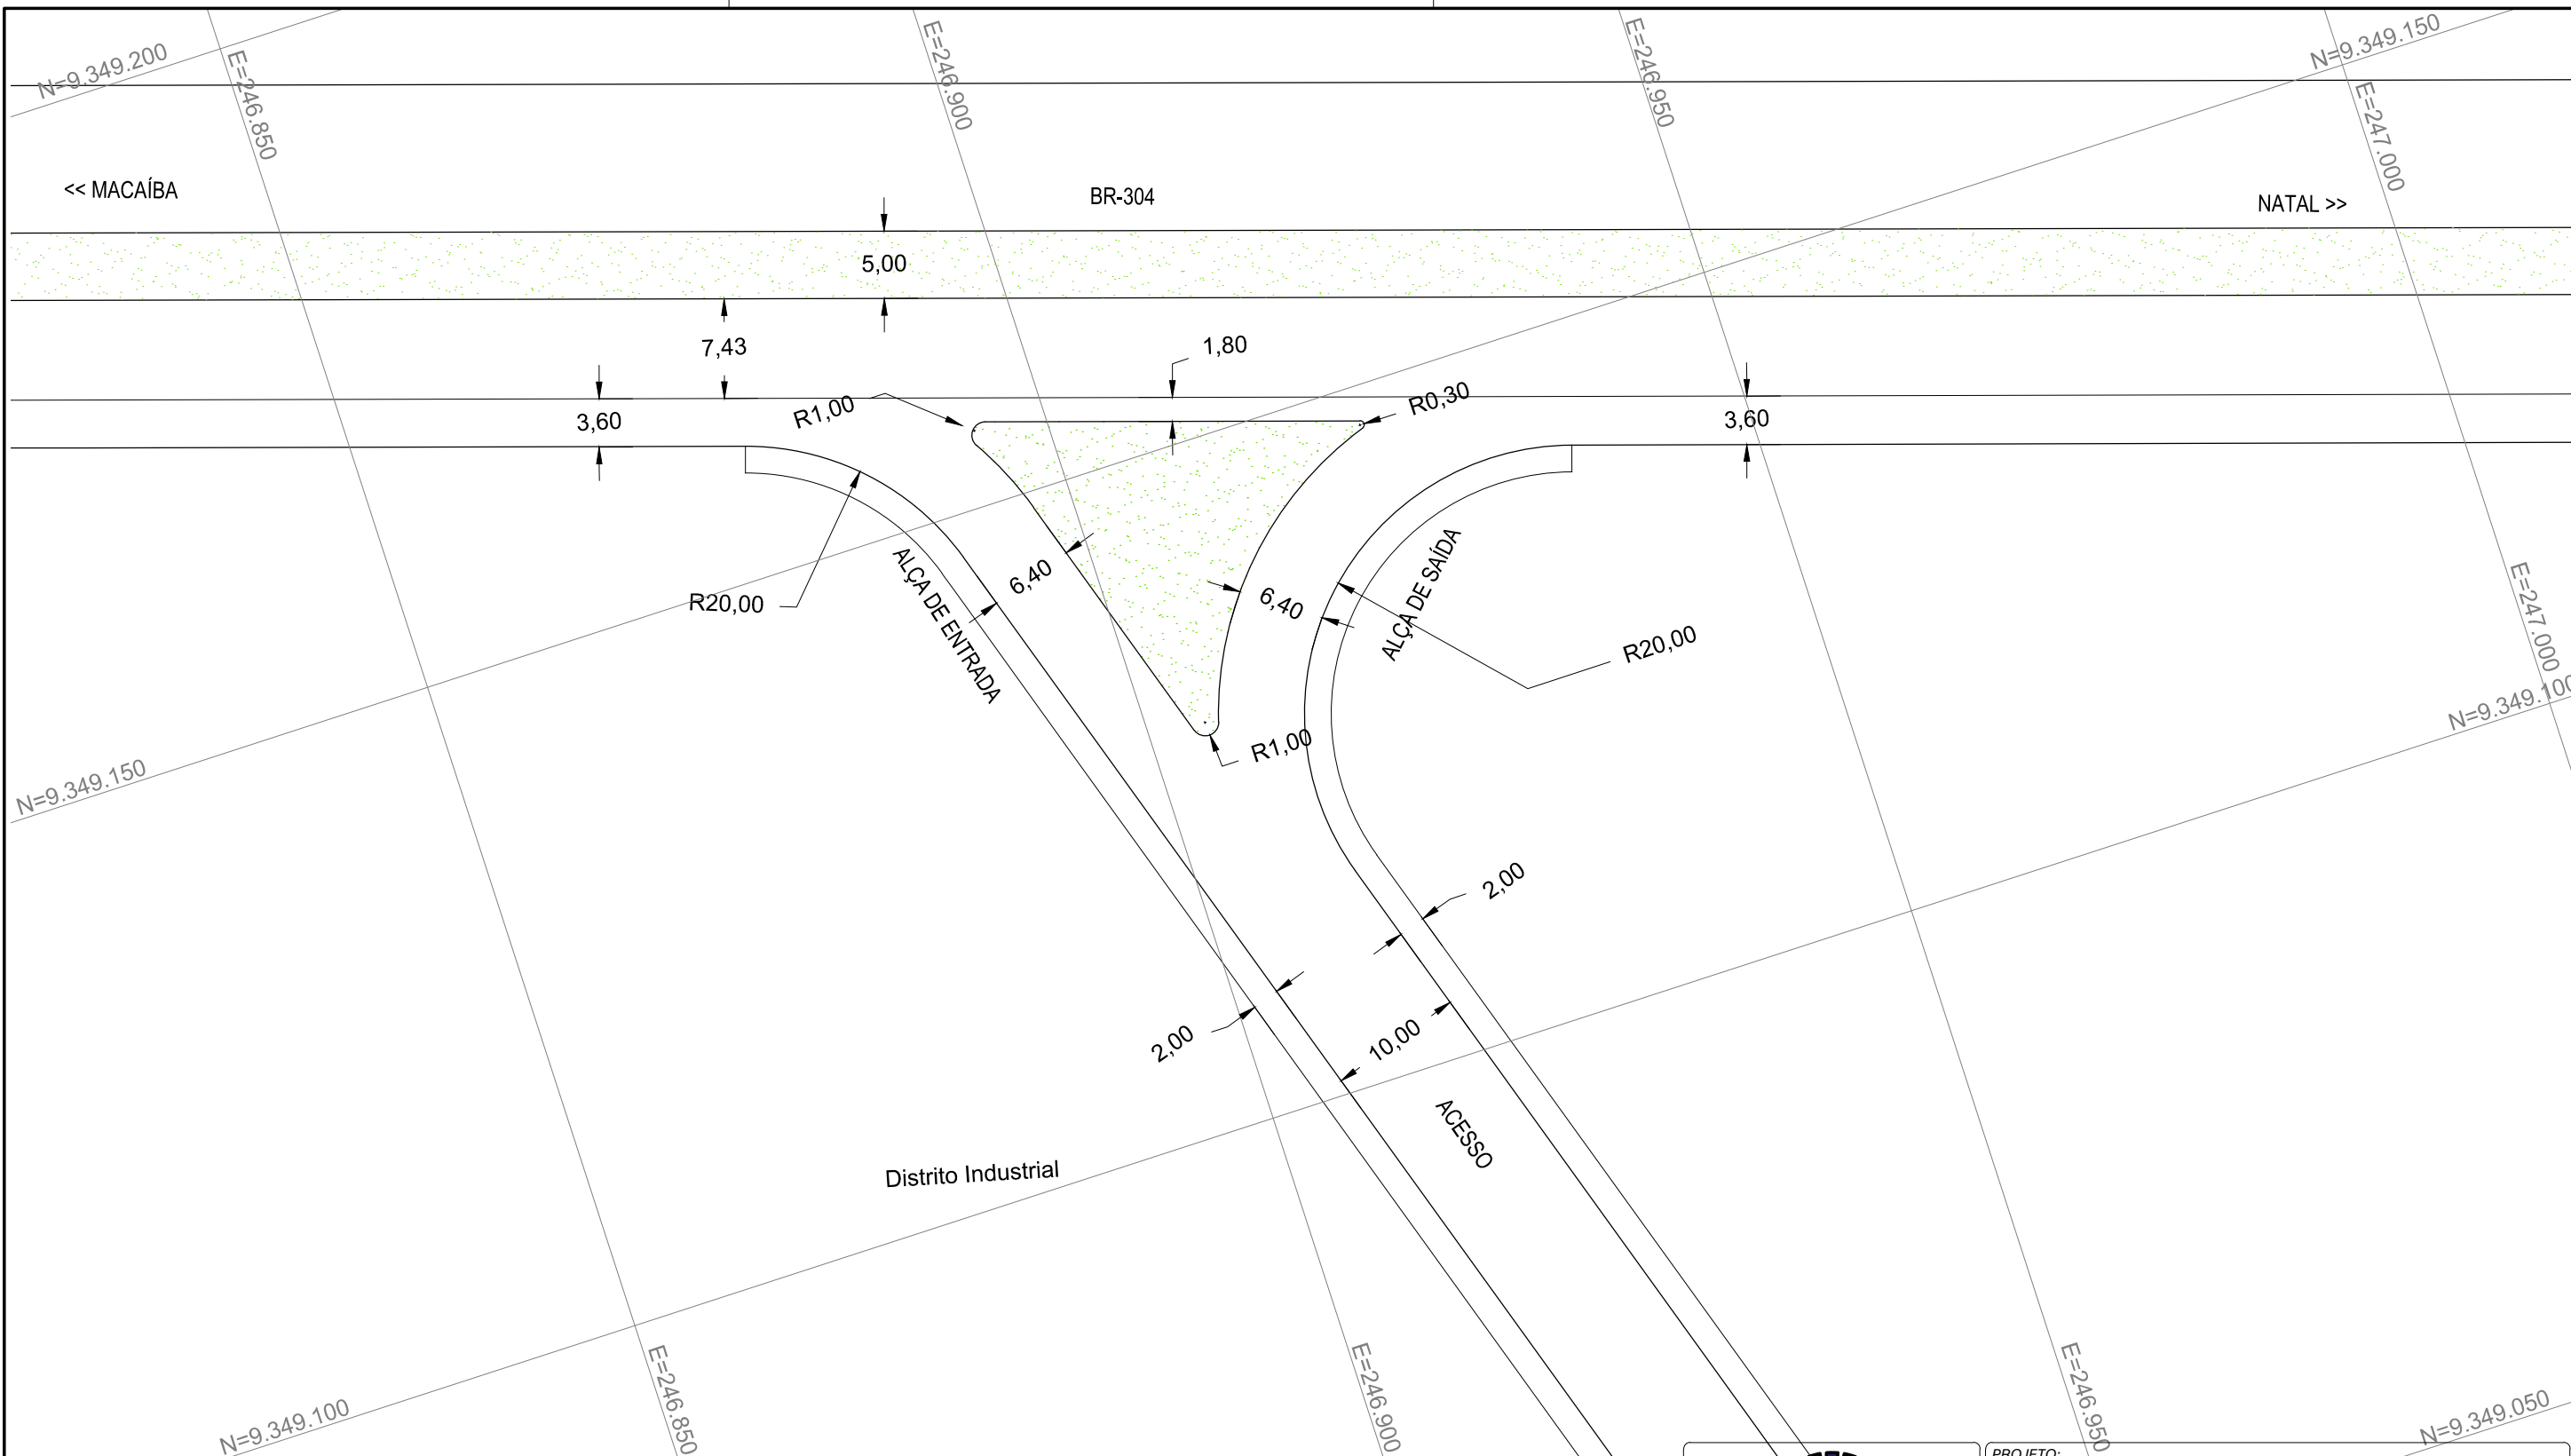 N=9.349.200
E=246.850
E=246.900
E=246.950
N=9.349.150
E=247.000
<< MACAÍBA
BR-304
NATAL >>
5,00
7,43
1,80
3,60
R1,00
R0,30
3,60
R20,00
ALÇA DE ENTRADA
6,40
6,40
ALÇA DE SAÍDA
R20,00
E=247.000
N=9.349.100
R1,00
N=9.349.150
2,00
2,00
10,00
ACESSO
Distrito Industrial
E=246.850
E=246.900
E=246.950
N=9.349.100
N=9.349.050
PROJETO: